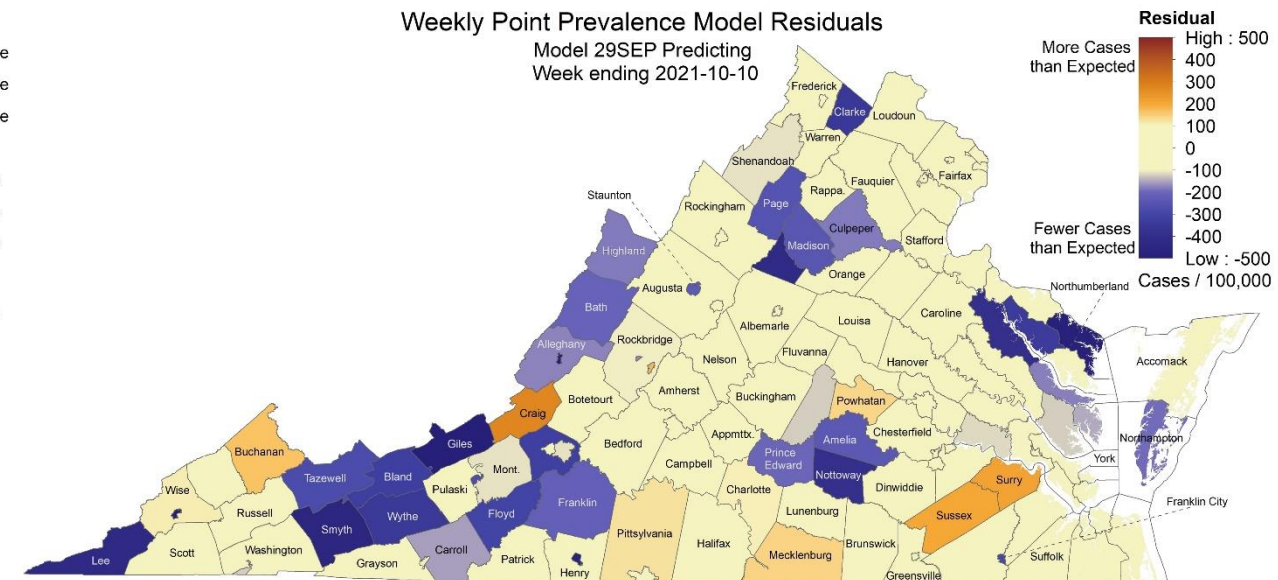 Weekly Point Prevalence Model Residuals
Model 29SEP Predicting
Week ending 2021-10-10
e
e
e
Residual
More Cases
than Expected
High : 500
400
300
200
100
0
-100
-200
-300
-400
Low : -500
Fewer Cases
than Expected
Cases / 100,000
Frederick
Clarke
Loudoun
Warren
Shenandoah
Fairfax
Fauquier
Rappa.
Page
Staunton
Rockingham
Culpeper
Stafford
Madison
Highland
Orange
Augusta
Northumberland
Bath
Caroline
Albemarle
Louisa
Rockbridge
Alleghany
Fluvanna
Nelson
Hanover
Accomack
Amherst
Buckingham
Botetourt
Powhatan
Craig
Appmttx.
Chesterfield
Amelia
Northampton
Giles
Bedford
Buchanan
Prince
Edward
York
Mont.
Campbell
Nottoway
Tazewell
Bland
Surry
Pulaski
Charlotte
Dinwiddie
Wise
Franklin
Franklin City
Russell
Floyd
Lunenburg
Sussex
Wythe
Smyth
Pittsylvania
Halifax
Brunswick
Washington
Carroll
Mecklenburg
Suffolk
Scott
Lee
Grayson
Patrick
Henry
Greensville